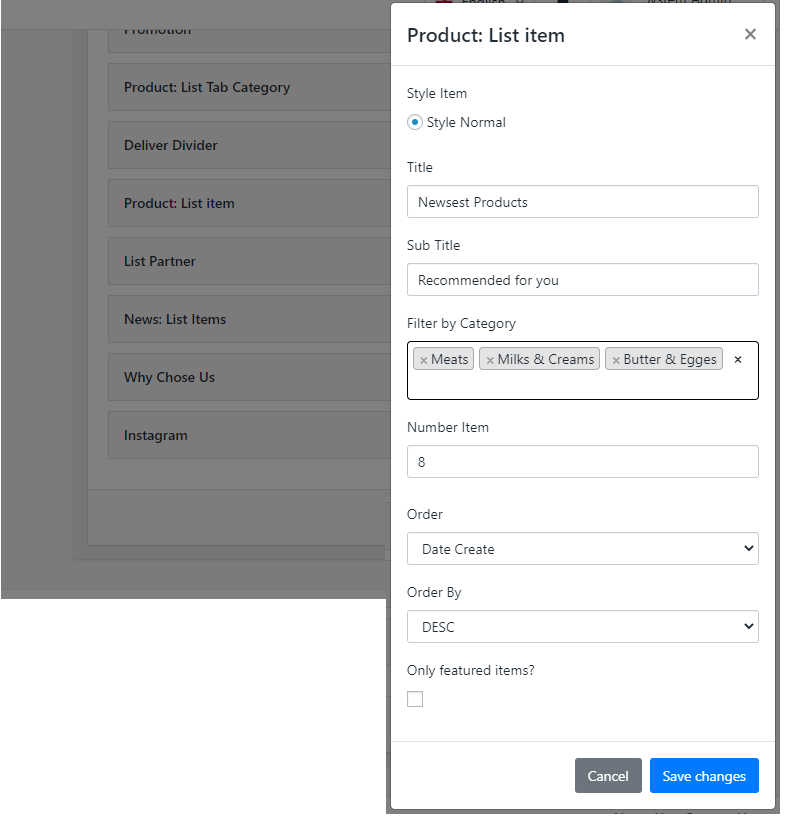 English
System Admin
Promotion
Product: List Tab Category
Deliver Divider
Product: List item
List Partner
News: List Items
Why Chose Us
Instagram
Product: List item
×
Style Item
Style Normal
Title
Newsest Products
Sub Title
Recommended for you
Filter by Category
× Meats × Milks & Creams × Butter & Egges ×
Number Item
8
Order
Date Create
Order By
DESC
Only featured items?
Cancel Save changes